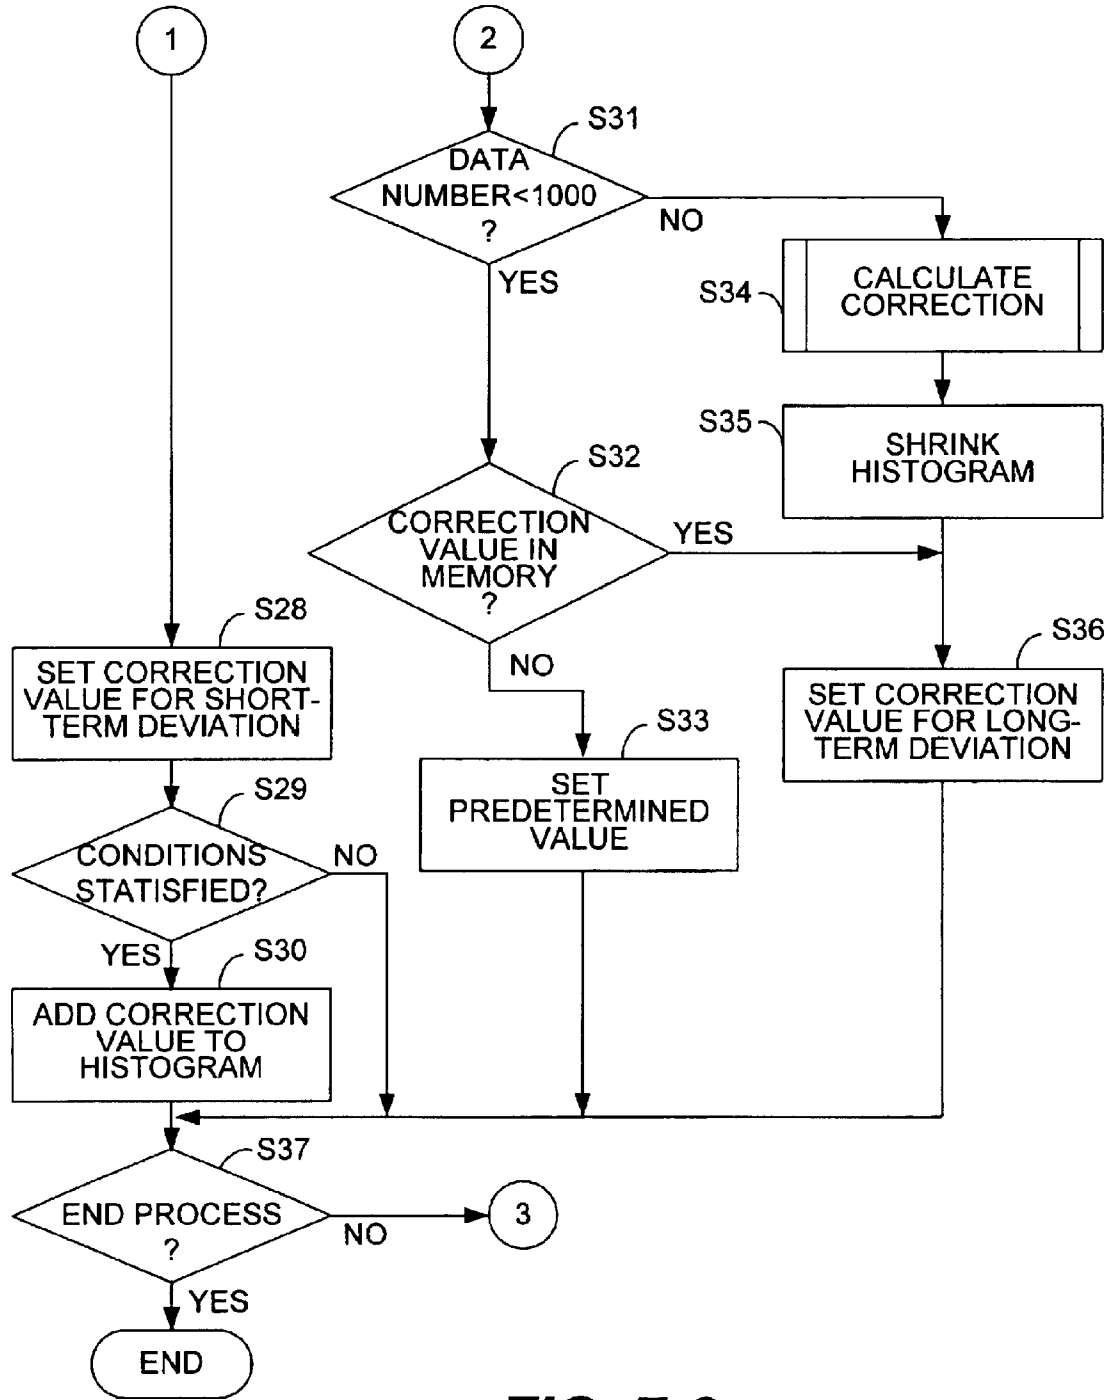 1
2
S31
DATA
NUMBER<1000
?
NO
YES
S34
CALCULATE
CORRECTION
S35
SHRINK
HISTOGRAM
S32
CORRECTION
VALUE IN
MEMORY
?
YES
NO
S28
SET CORRECTION
VALUE FOR SHORT-
TERM DEVIATION
S36
SET CORRECTION
VALUE FOR LONG-
TERM DEVIATION
S33
SET
PREDETERMINED
VALUE
S29
CONDITIONS
STATISFIED?
NO
YES
S30
ADD CORRECTION
VALUE TO
HISTOGRAM
S37
END PROCESS
?
NO
3
YES
END